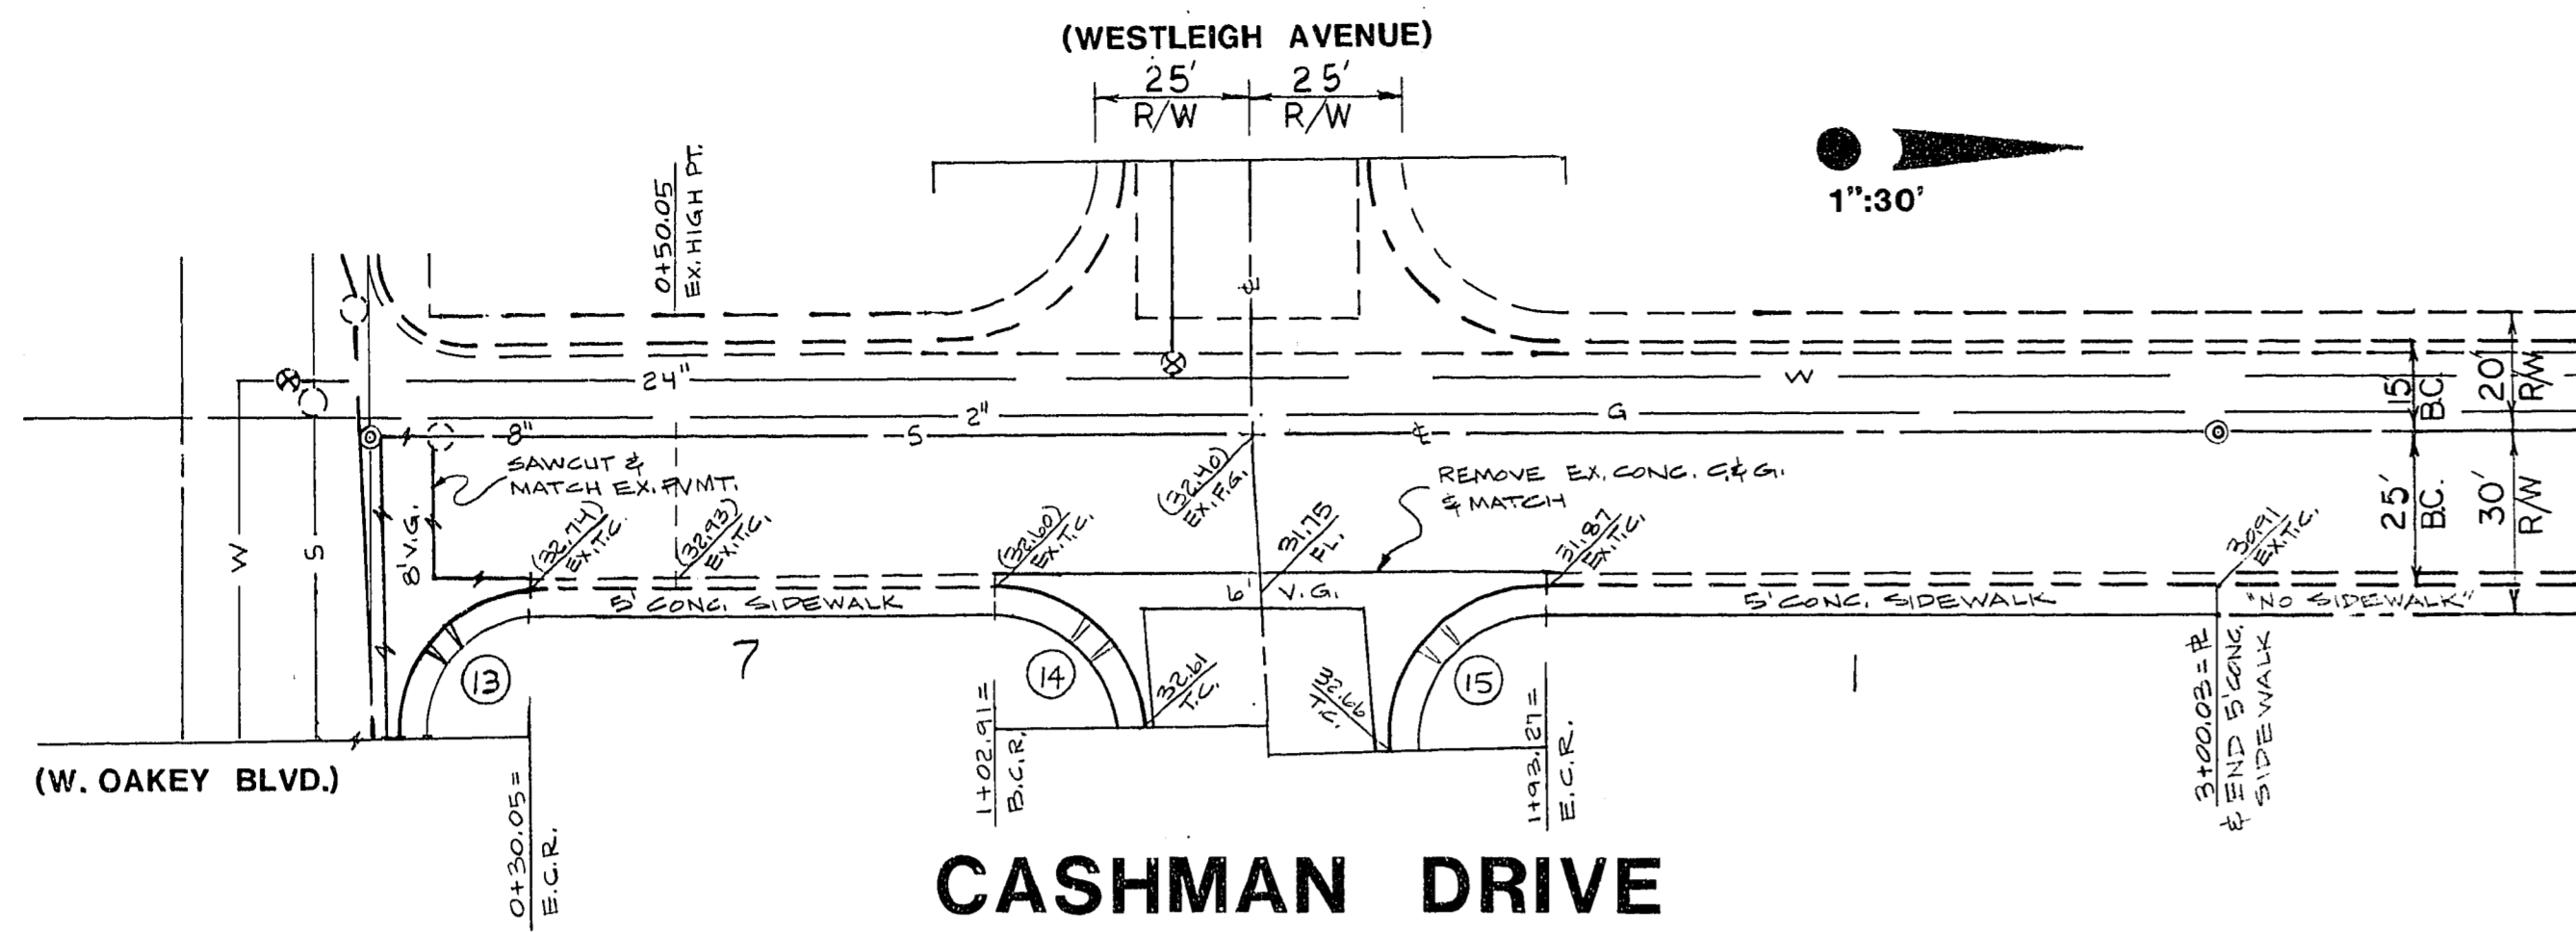 (WESTLEIGH AVENUE)
25' 25'
R/W R/W
1":30'
0+50.05
EX. HIGH PT.
24"
W
2"
G
8"
S
15' B.C.
20' R/W
25' B.C.
30' R/W
SAWCUT &
MATCH EX. PVMT.
8' V.G.
W
S
(32.74)
EX.T.C.
(32.93)
EX.T.C.
(32.60)
EX.T.C.
(32.40)
EX.F.G.
31.75
FL.
REMOVE EX. CONC. C.& G.
& MATCH
31.87
EX.T.C.
30.91
EX.T.C.
5' CONC. SIDEWALK
6' V.G.
5' CONC. SIDEWALK
"NO SIDEWALK"
13
7
14
32.61
T.C.
32.66
T.C.
15
1
(W. OAKEY BLVD.)
0+30.05=
E.C.R.
1+02.91=
B.C.R.
1+93.27=
E.C.R.
3+00.03=℄
& END 5' CONC.
SIDEWALK
CASHMAN DRIVE